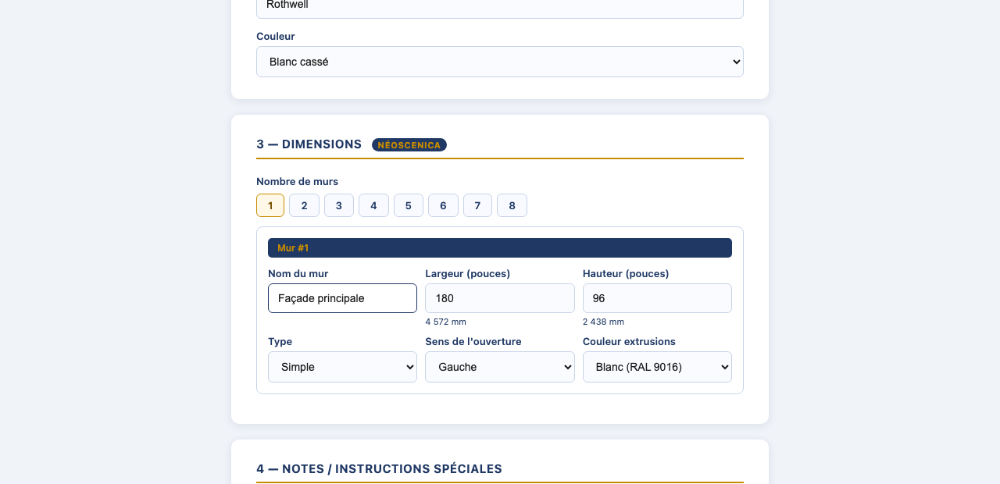 Rothwell
Couleur
Blanc cassé
3 — DIMENSIONS NÉOSCENICA
Nombre de murs
1 2 3 4 5 6 7 8
Mur #1
Nom du mur Largeur (pouces) Hauteur (pouces)
Façade principale 180 96
4 572 mm 2 438 mm
Type Sens de l'ouverture Couleur extrusions
Simple Gauche Blanc (RAL 9016)
4 — NOTES / INSTRUCTIONS SPÉCIALES